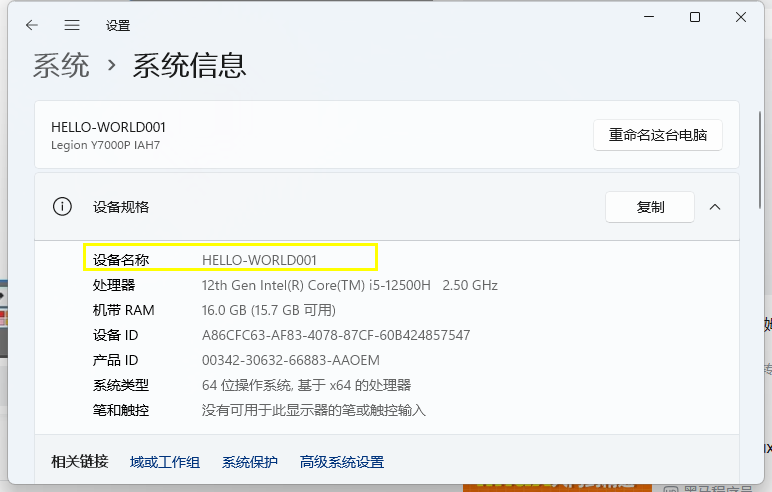 设置
系统 › 系统信息
HELLO-WORLD001
Legion Y7000P IAH7
重命名这台电脑
设备规格
复制
设备名称 HELLO-WORLD001
处理器 12th Gen Intel(R) Core(TM) i5-12500H 2.50 GHz
机带 RAM 16.0 GB (15.7 GB 可用)
设备 ID A86CFC63-AF83-4078-87CF-60B424857547
产品 ID 00342-30632-66883-AAOEM
系统类型 64 位操作系统, 基于 x64 的处理器
笔和触控 没有可用于此显示器的笔或触控输入
相关链接 域或工作组 系统保护 高级系统设置